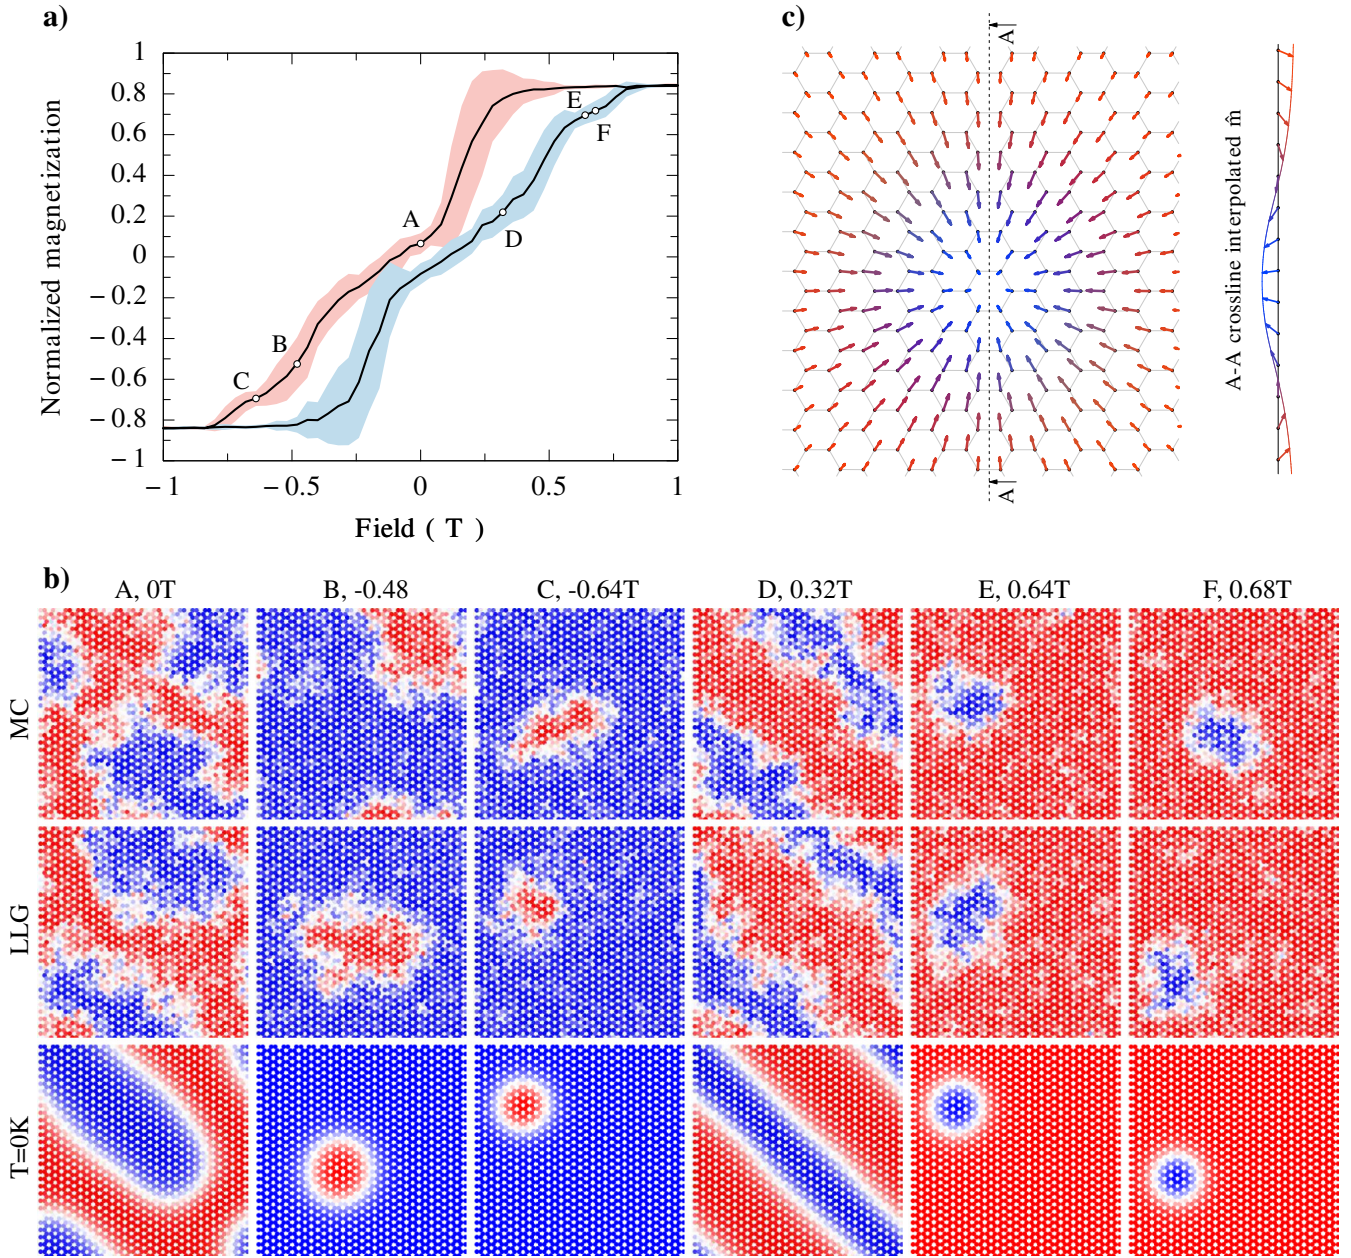 a)
Normalized magnetization
1
0.8
0.6
0.4
0.2
0
−0.2
−0.4
−0.6
−0.8
−1
−1
−0.5
0
0.5
1
Field ( T )
A
B
C
D
E
F
c)
A
A
A-A crossline interpolated m̂
b)
A, 0T
B, -0.48
C, -0.64T
D, 0.32T
E, 0.64T
F, 0.68T
MC
LLG
T=0K